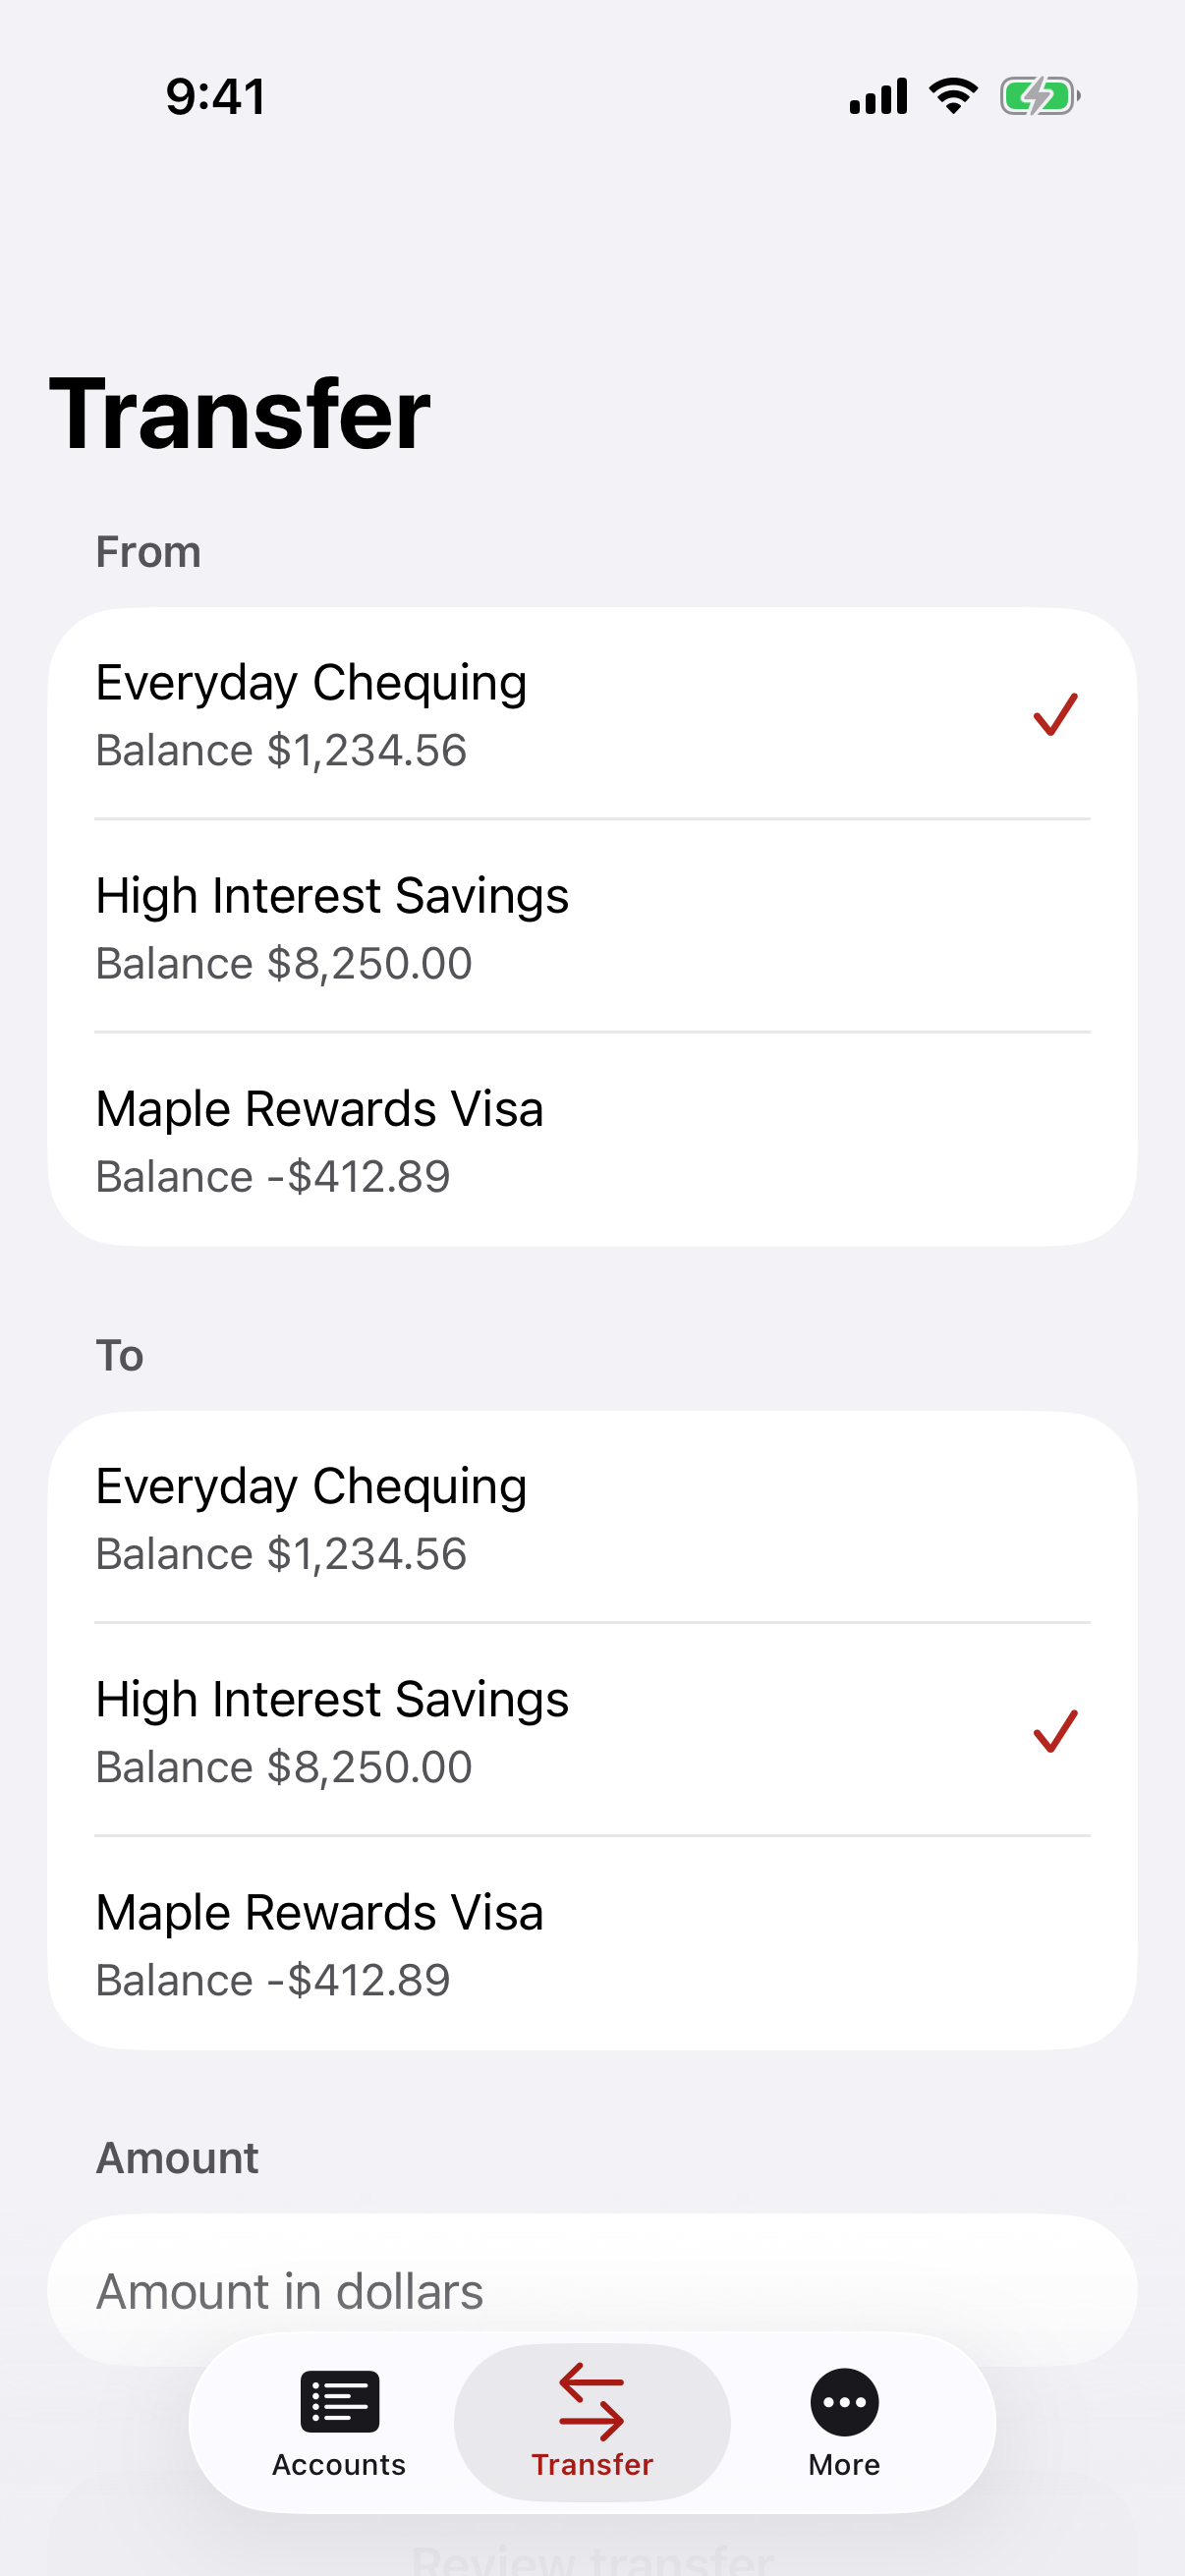 9:41
Transfer
From
Everyday Chequing
Balance $1,234.56
High Interest Savings
Balance $8,250.00
Maple Rewards Visa
Balance -$412.89
To
Everyday Chequing
Balance $1,234.56
High Interest Savings
Balance $8,250.00
Maple Rewards Visa
Balance -$412.89
Amount
Amount in dollars
Accounts
Transfer
More
Review transfer